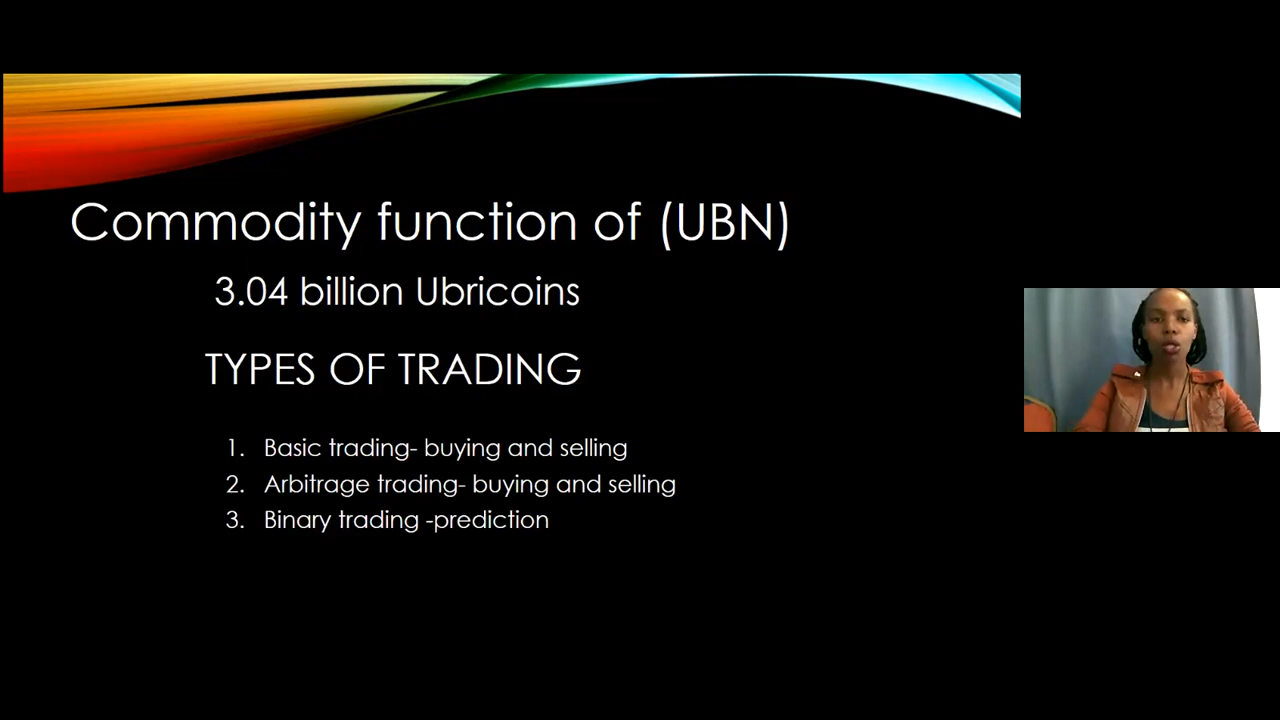 Commodity function of (UBN)
3.04 billion Ubricoins
TYPES OF TRADING
1. Basic trading- buying and selling
2. Arbitrage trading- buying and selling
3. Binary trading -prediction